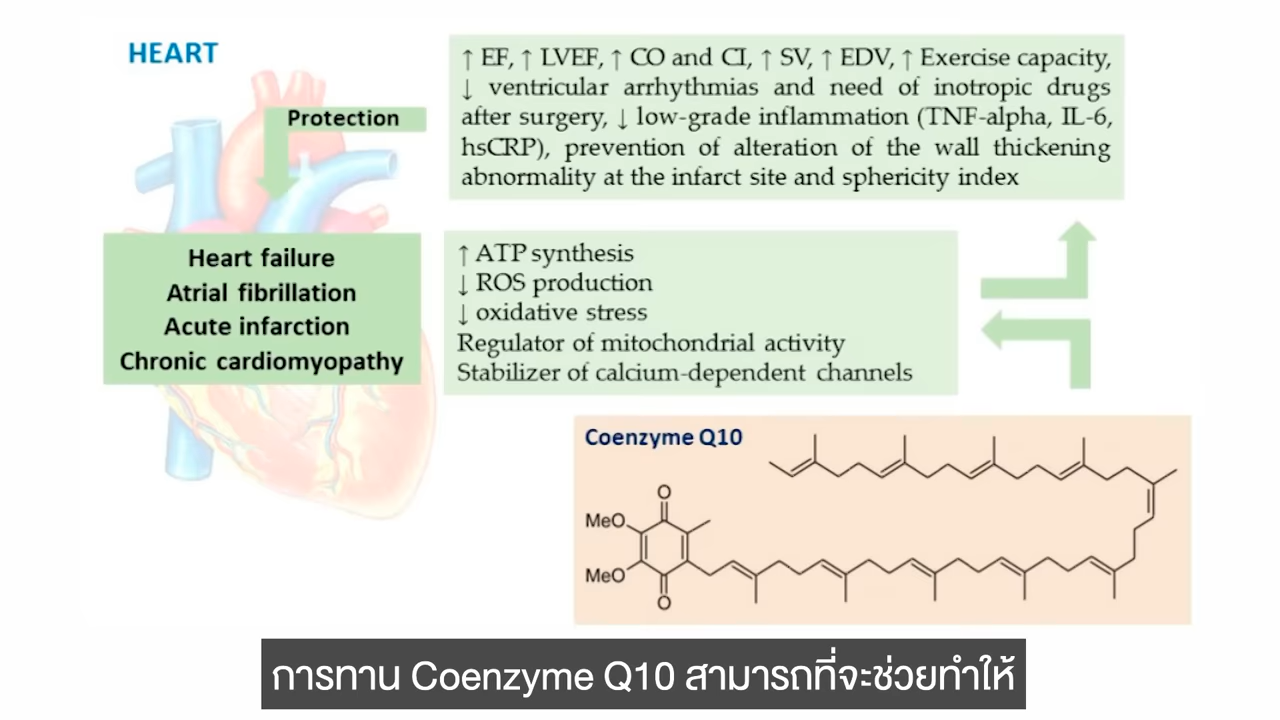 HEART
Protection
↑ EF, ↑ LVEF, ↑ CO and CI, ↑ SV, ↑ EDV, ↑ Exercise capacity,
↓ ventricular arrhythmias and need of inotropic drugs
after surgery, ↓ low-grade inflammation (TNF-alpha, IL-6,
hsCRP), prevention of alteration of the wall thickening
abnormality at the infarct site and sphericity index
Heart failure
Atrial fibrillation
Acute infarction
Chronic cardiomyopathy
↑ ATP synthesis
↓ ROS production
↓ oxidative stress
Regulator of mitochondrial activity
Stabilizer of calcium-dependent channels
Coenzyme Q10
O
MeO
MeO
O
การทาน Coenzyme Q10 สามารถที่จะช่วยทำให้